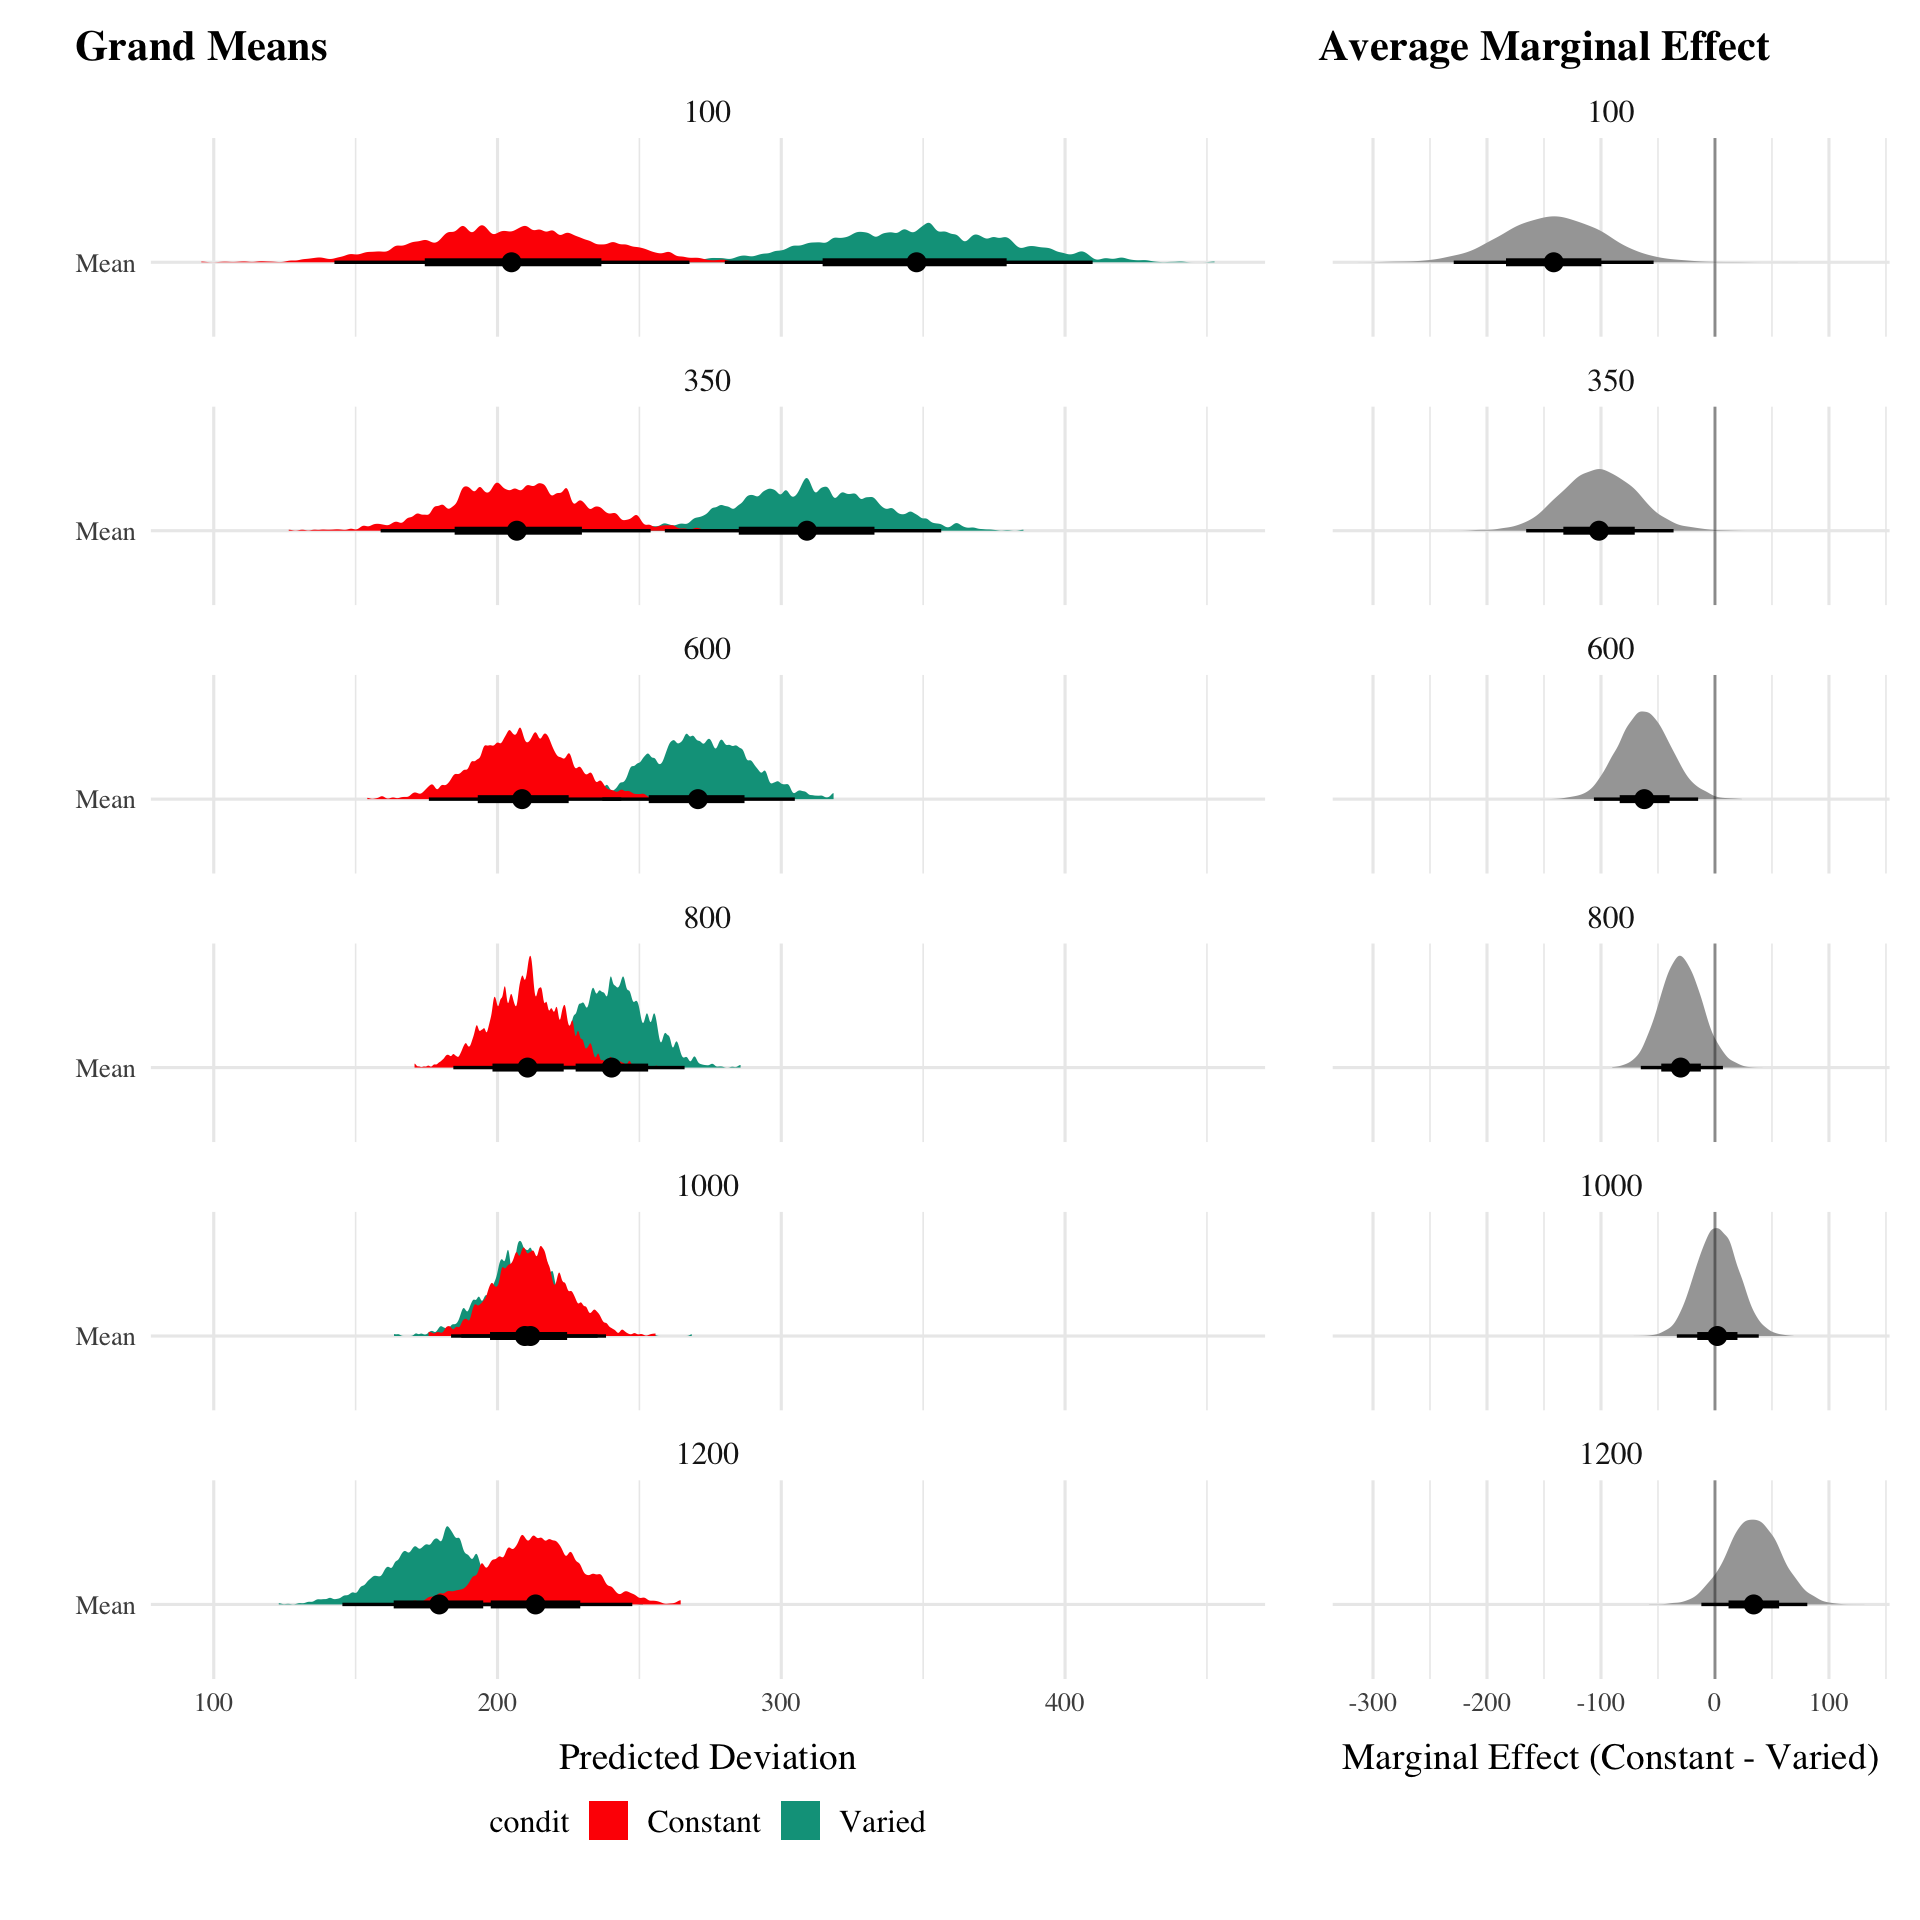 Grand Means
Average Marginal Effect
100
100
Mean
350
350
Mean
600
600
Mean
800
800
Mean
1000
1000
Mean
1200
1200
Mean
100 200 300 400
-300 -200 -100 0 100
Predicted Deviation
Marginal Effect (Constant - Varied)
condit Constant Varied